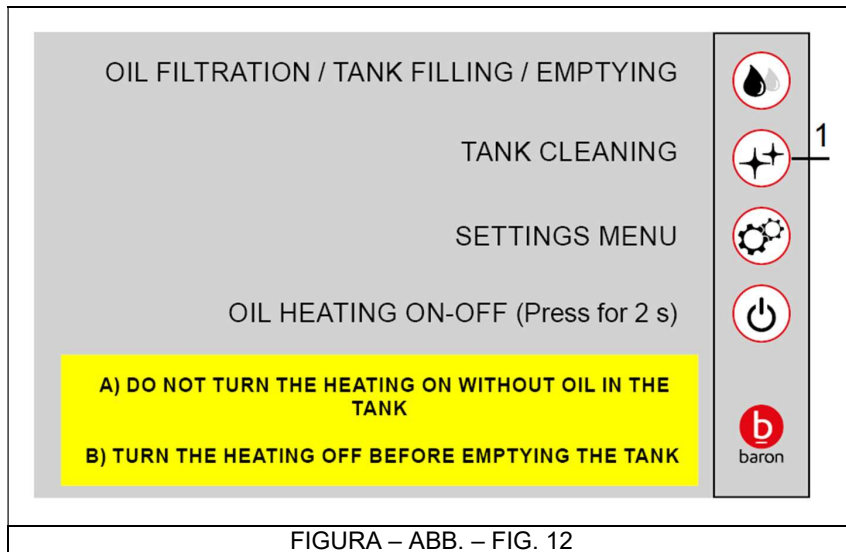 OIL FILTRATION / TANK FILLING / EMPTYING
TANK CLEANING
1
SETTINGS MENU
OIL HEATING ON-OFF (Press for 2 s)
A) DO NOT TURN THE HEATING ON WITHOUT OIL IN THE
TANK
B) TURN THE HEATING OFF BEFORE EMPTYING THE TANK
b
baron
FIGURA – ABB. – FIG. 12